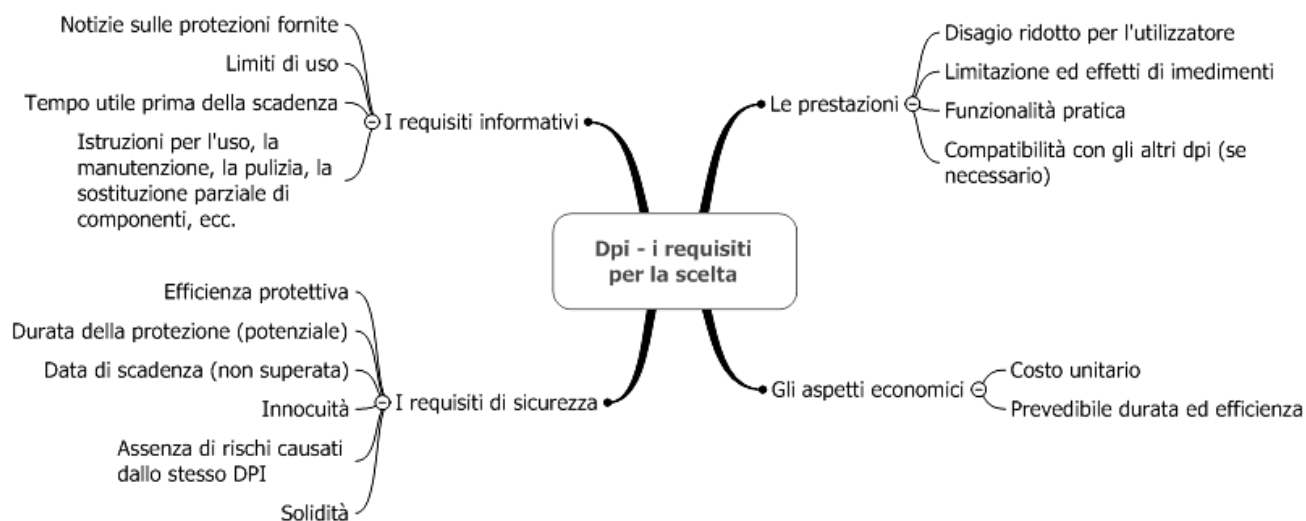 Dpi - i requisiti
per la scelta
I requisiti informativi
Notizie sulle protezioni fornite
Limiti di uso
Tempo utile prima della scadenza
Istruzioni per l'uso, la
manutenzione, la pulizia, la
sostituzione parziale di
componenti, ecc.
Le prestazioni
Disagio ridotto per l'utilizzatore
Limitazione ed effetti di imedimenti
Funzionalità pratica
Compatibilità con gli altri dpi (se
necessario)
I requisiti di sicurezza
Efficienza protettiva
Durata della protezione (potenziale)
Data di scadenza (non superata)
Innocuità
Assenza di rischi causati
dallo stesso DPI
Solidità
Gli aspetti economici
Costo unitario
Prevedibile durata ed efficienza